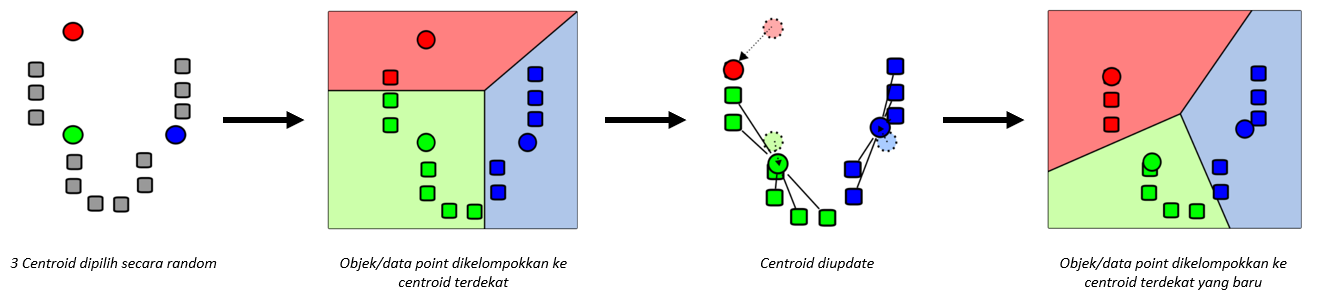 3 Centroid dipilih secara random
Objek/data point dikelompokkan ke
centroid terdekat
Centroid diupdate
Objek/data point dikelompokkan ke
centroid terdekat yang baru